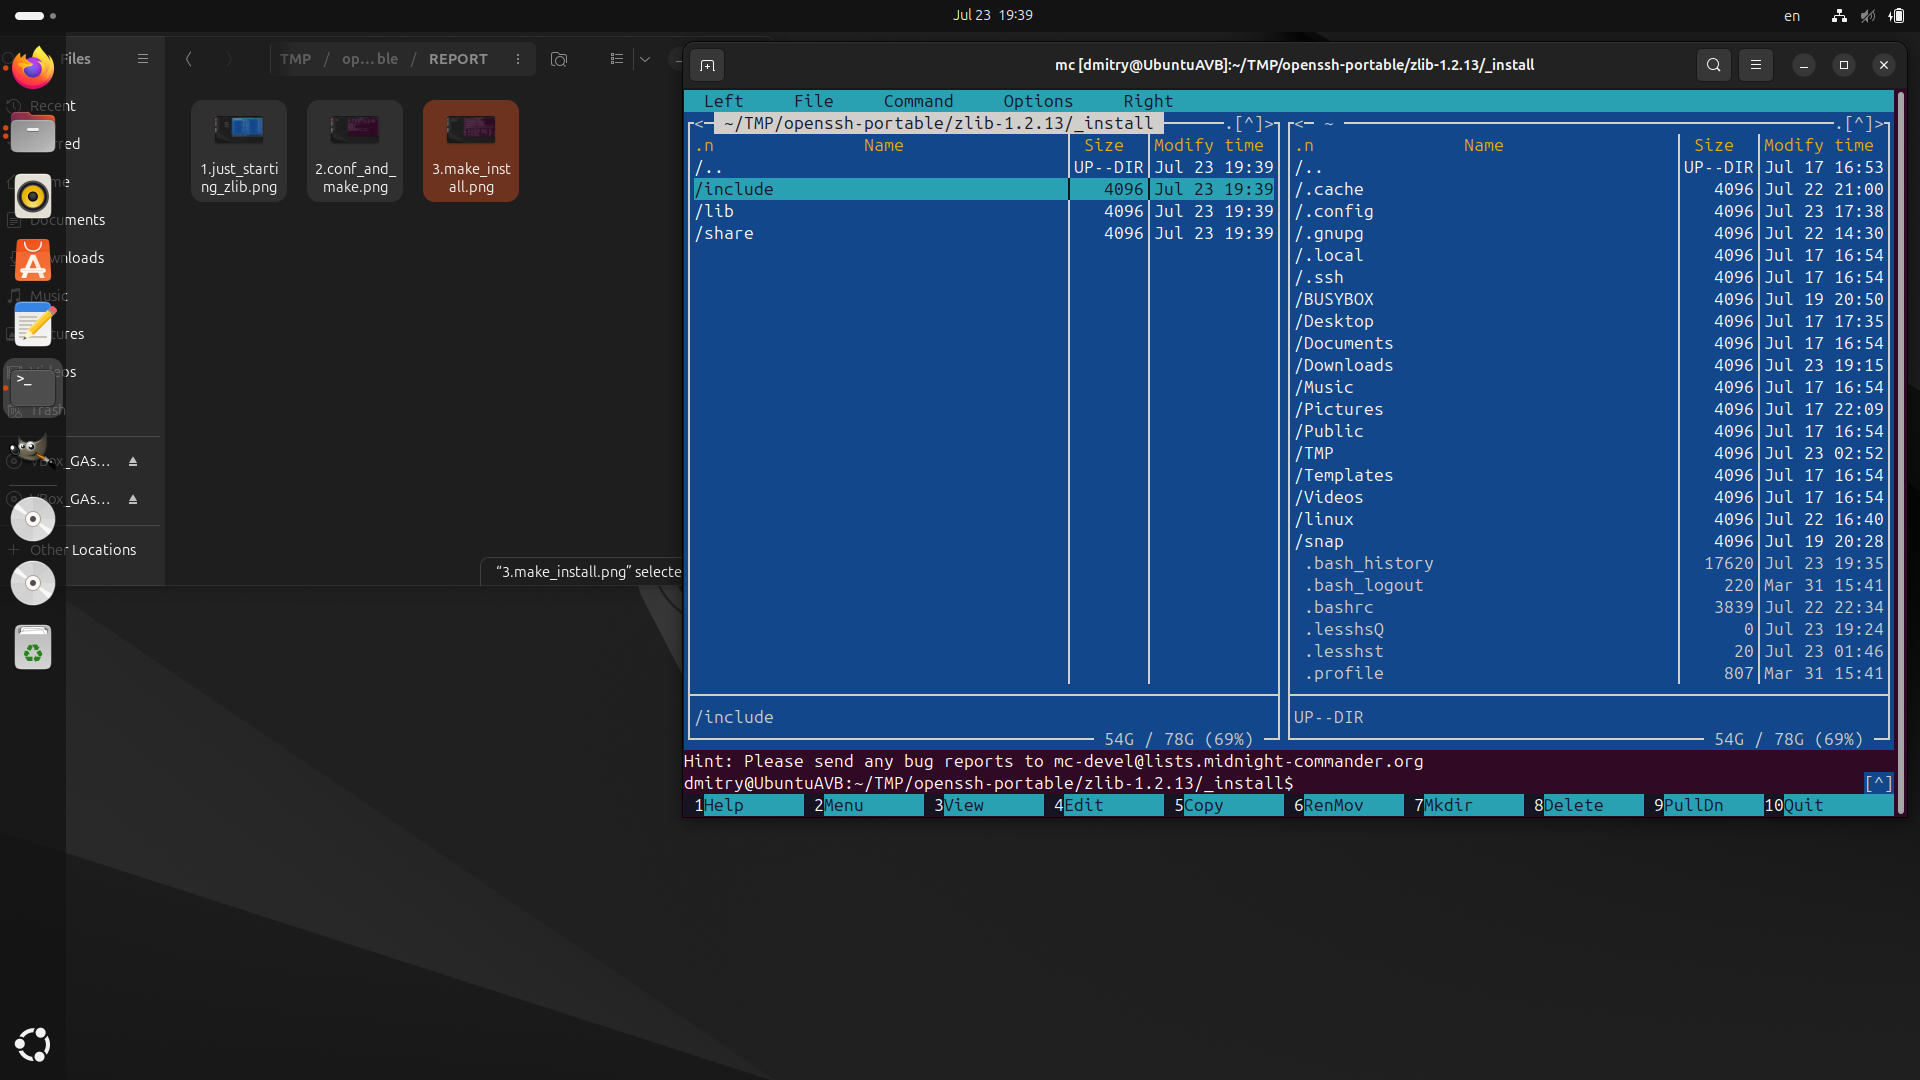 Jul 23 19:39
en
Files
TMP / op…ble / REPORT
Recent
Documents
Music
Trash
Other Locations
1.just_starti
ng_zlib.png
2.conf_and_
make.png
3.make_inst
all.png
“3.make_install.png” selecte
mc [dmitry@UbuntuAVB]:~/TMP/openssh-portable/zlib-1.2.13/_install
Left File Command Options Right
<─ ~/TMP/openssh-portable/zlib-1.2.13/_install .[^]>
.n Name Size Modify time
/.. UP--DIR Jul 23 19:39
/include 4096 Jul 23 19:39
/lib 4096 Jul 23 19:39
/share 4096 Jul 23 19:39
/include
54G / 78G (69%)
<─ ~ .[^]>
.n Name Size Modify time
/.. UP--DIR Jul 17 16:53
/.cache 4096 Jul 22 21:00
/.config 4096 Jul 23 17:38
/.gnupg 4096 Jul 22 14:30
/.local 4096 Jul 17 16:54
/.ssh 4096 Jul 17 16:54
/BUSYBOX 4096 Jul 19 20:50
/Desktop 4096 Jul 17 17:35
/Documents 4096 Jul 17 16:54
/Downloads 4096 Jul 23 19:15
/Music 4096 Jul 17 16:54
/Pictures 4096 Jul 17 22:09
/Public 4096 Jul 17 16:54
/TMP 4096 Jul 23 02:52
/Templates 4096 Jul 17 16:54
/Videos 4096 Jul 17 16:54
/linux 4096 Jul 22 16:40
/snap 4096 Jul 19 20:28
.bash_history 17620 Jul 23 19:35
.bash_logout 220 Mar 31 15:41
.bashrc 3839 Jul 22 22:34
.lesshsQ 0 Jul 23 19:24
.lesshst 20 Jul 23 01:46
.profile 807 Mar 31 15:41
UP--DIR
54G / 78G (69%)
Hint: Please send any bug reports to mc-devel@lists.midnight-commander.org
dmitry@UbuntuAVB:~/TMP/openssh-portable/zlib-1.2.13/_install$ [^]
1Help 2Menu 3View 4Edit 5Copy 6RenMov 7Mkdir 8Delete 9PullDn 10Quit